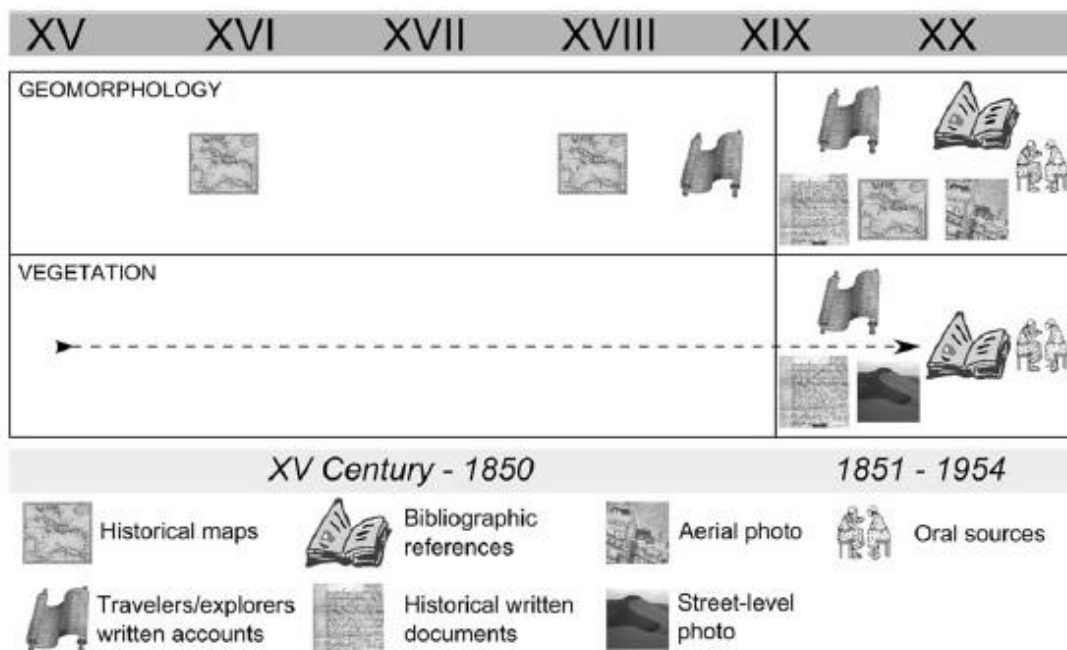 XV XVI XVII XVIII XIX XX
GEOMORPHOLOGY
VEGETATION
XV Century - 1850 1851 - 1954
Historical maps
Bibliographic
references
Aerial photo
Oral sources
Travelers/explorers
written accounts
Historical written
documents
Street-level
photo